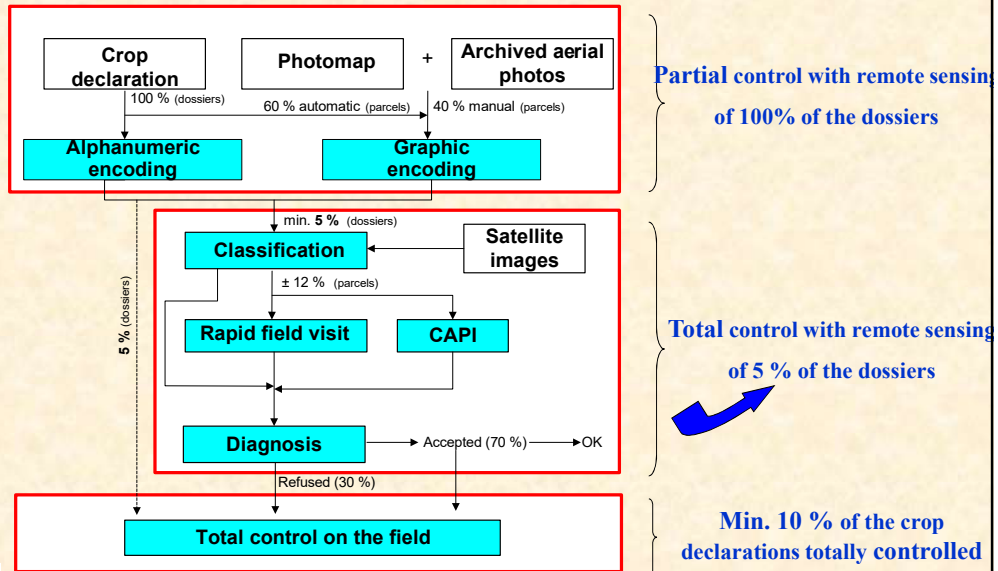 Crop
declaration
Photomap
+
Archived aerial
photos
100 % (dossiers)
60 % automatic (parcels)
40 % manual (parcels)
Alphanumeric
encoding
Graphic
encoding
Partial control with remote sensing
of 100% of the dossiers
min. 5 % (dossiers)
Classification
Satellite
images
± 12 % (parcels)
5 % (dossiers)
Rapid field visit
CAPI
Total control with remote sensing
of 5 % of the dossiers
Diagnosis
Accepted (70 %)
OK
Refused (30 %)
Total control on the field
Min. 10 % of the crop
declarations totally controlled